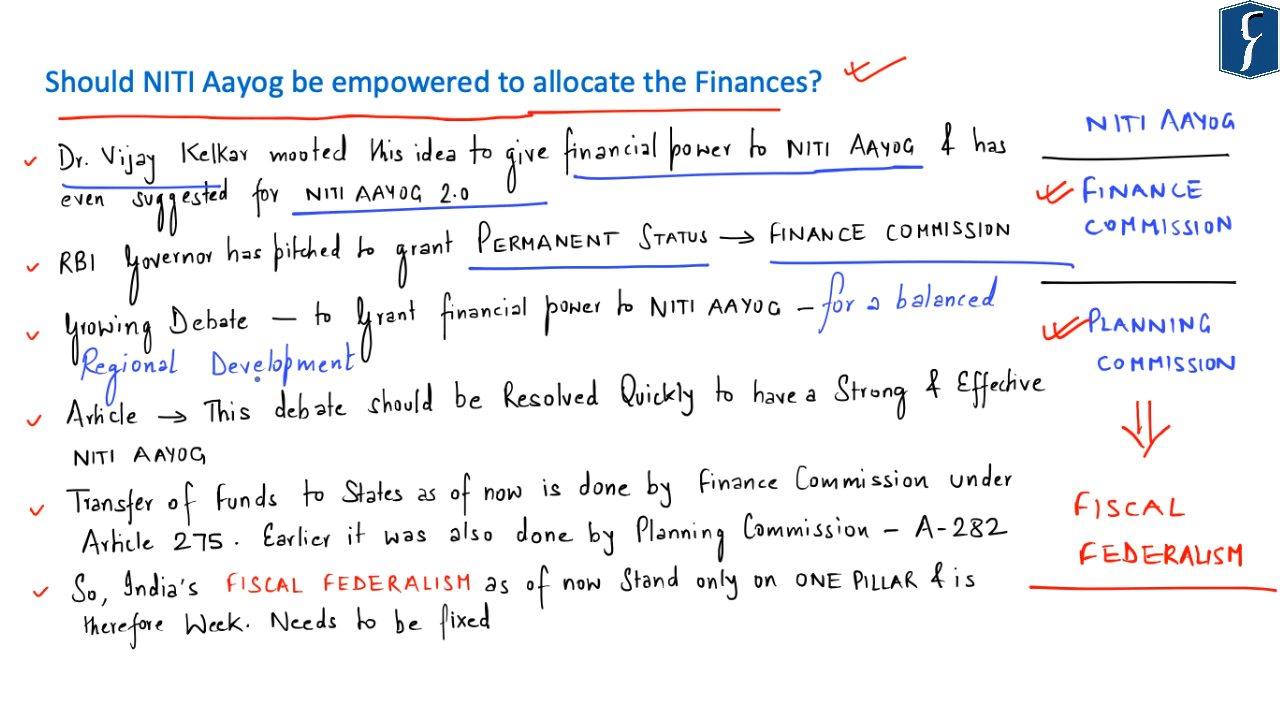 Should NITI Aayog be empowered to allocate the Finances?
Dr. Vijay Kelkar mooted this idea to give financial power to NITI AAYOG & has
even suggested for NITI AAYOG 2.0
RBI Governor has pitched to grant PERMANENT STATUS → FINANCE COMMISSION
Growing Debate — to Grant financial power to NITI AAYOG – for a balanced
Regional Development
Article → This debate should be Resolved Quickly to have a Strong & Effective
NITI AAYOG
Transfer of Funds to States as of now is done by Finance Commission under
Article 275. Earlier it was also done by Planning Commission – A-282
So, India's FISCAL FEDERALISM as of now Stand only on ONE PILLAR & is
therefore Week. Needs to be fixed
NITI AAYOG
FINANCE
COMMISSION
PLANNING
COMMISSION
FISCAL
FEDERALISM